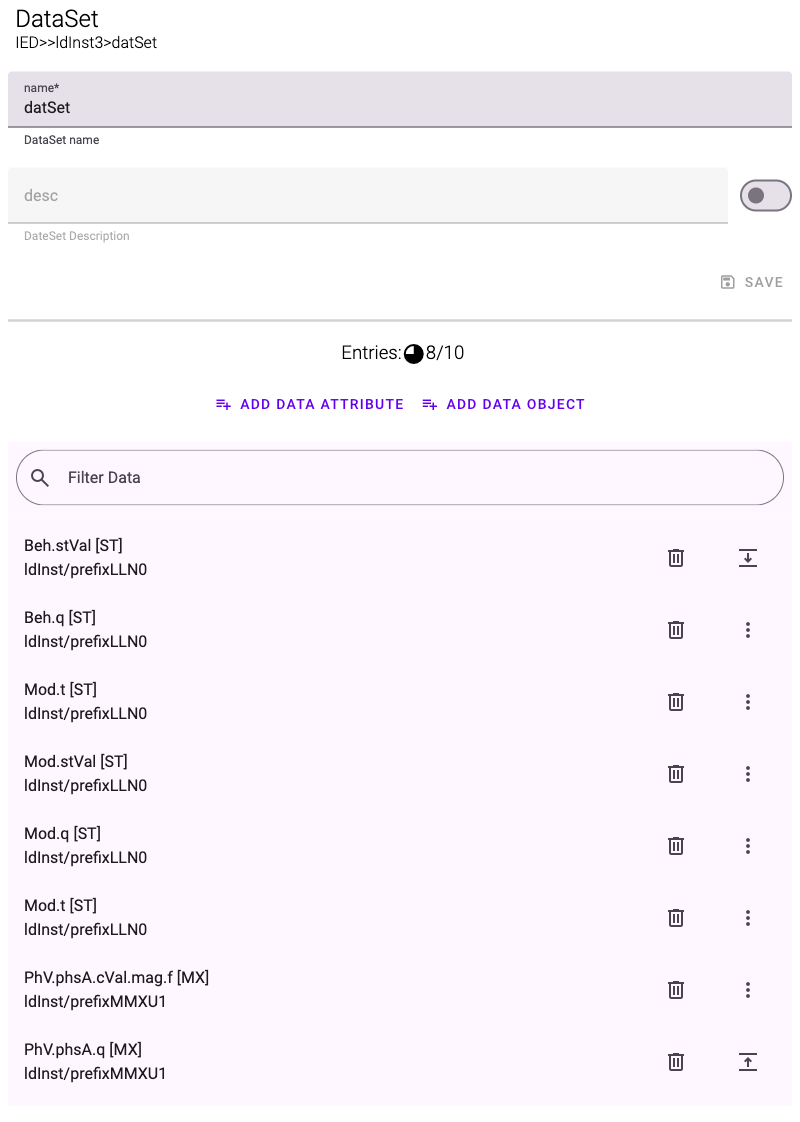 DataSet
IED>>ldInst3>datSet
name*
datSet
DataSet name
desc
DateSet Description
SAVE
Entries: 8/10
ADD DATA ATTRIBUTE ADD DATA OBJECT
Filter Data
Beh.stVal [ST]
ldInst/prefixLLN0
Beh.q [ST]
ldInst/prefixLLN0
Mod.t [ST]
ldInst/prefixLLN0
Mod.stVal [ST]
ldInst/prefixLLN0
Mod.q [ST]
ldInst/prefixLLN0
Mod.t [ST]
ldInst/prefixLLN0
PhV.phsA.cVal.mag.f [MX]
ldInst/prefixMMXU1
PhV.phsA.q [MX]
ldInst/prefixMMXU1